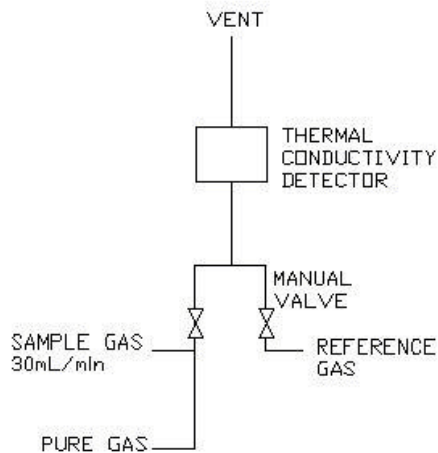 VENT
THERMAL
CONDUCTIVITY
DETECTOR
MANUAL
VALVE
SAMPLE GAS
30mL/mIn
REFERENCE
GAS
PURE GAS